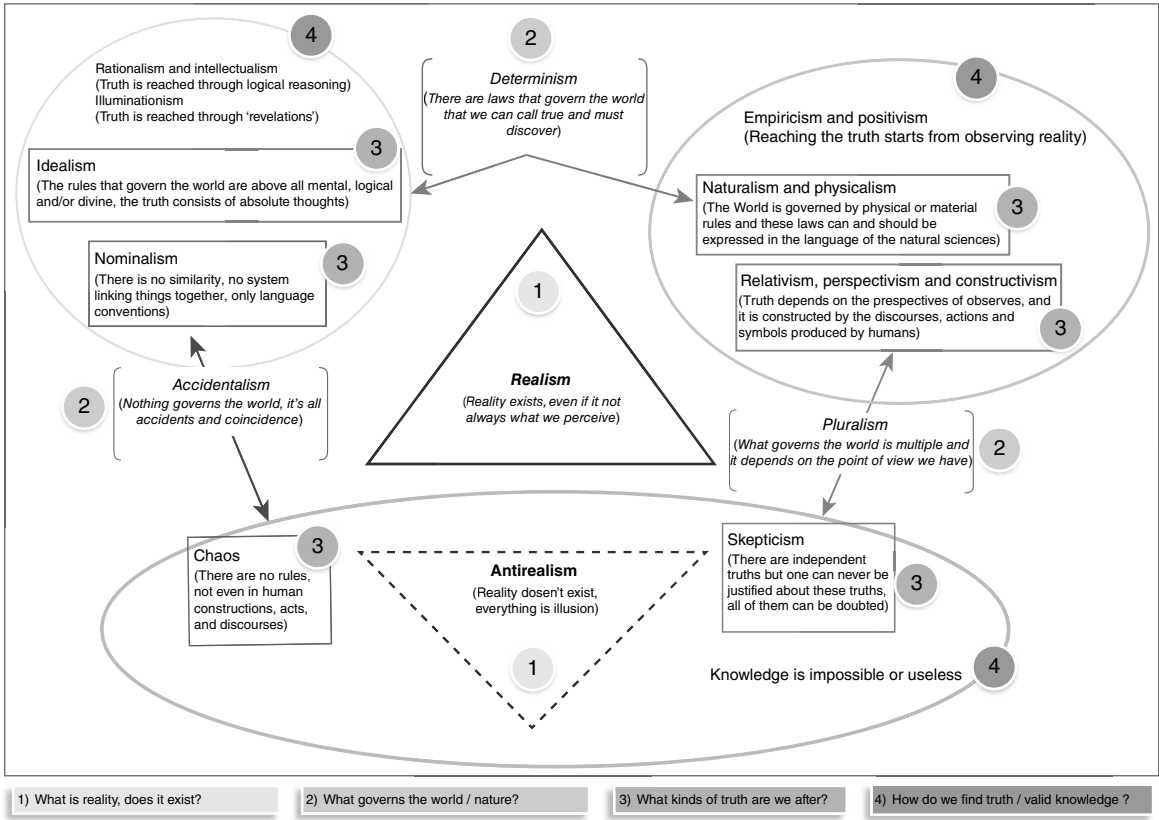 4
Rationalism and intellectualism
(Truth is reached through logical reasoning)
Illuminationism
(Truth is reached through 'revelations')
3
Idealism
(The rules that govern the world are above all mental, logical
and/or divine, the truth consists of absolute thoughts)
Nominalism
3
(There is no similarity, no system
linking things together, only language
conventions)
2
Determinism
(There are laws that govern the world
that we can call true and must
discover)
4
Empiricism and positivism
(Reaching the truth starts from observing reality)
Naturalism and physicalism
3
(The World is governed by physical or material
rules and these laws can and should be
expressed in the language of the natural sciences)
Relativism, perspectivism and constructivism
(Truth depends on the prespectives of observes, and
it is constructed by the discourses, actions and
symbols produced by humans)
3
1
Realism
(Reality exists, even if it not
always what we perceive)
2
Accidentalism
(Nothing governs the world, it's all
accidents and coincidence)
Pluralism
(What governs the world is multiple and
it depends on the point of view we have)
2
3
Chaos
(There are no rules,
not even in human
constructions, acts,
and discourses)
Antirealism
(Reality dosen't exist,
everything is illusion)
1
Skepticism
(There are independent
truths but one can never be
justified about these truths,
all of them can be doubted)
3
Knowledge is impossible or useless
4
1) What is reality, does it exist?
2) What governs the world / nature?
3) What kinds of truth are we after?
4) How do we find truth / valid knowledge ?